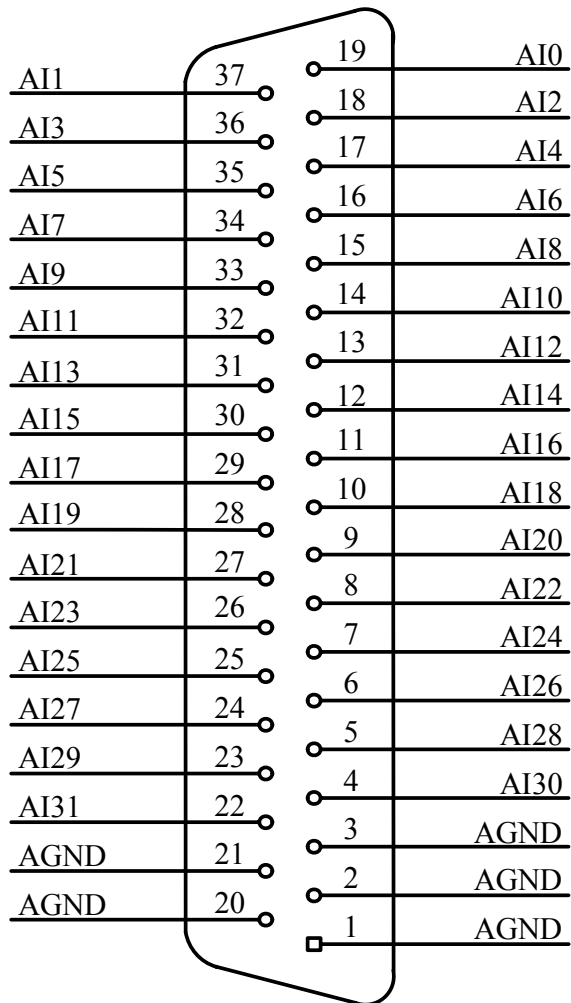 19 AI0
AI1 37
18 AI2
AI3 36
17 AI4
AI5 35
16 AI6
AI7 34
15 AI8
AI9 33
14 AI10
AI11 32
13 AI12
AI13 31
12 AI14
AI15 30
11 AI16
AI17 29
10 AI18
AI19 28
9 AI20
AI21 27
8 AI22
AI23 26
7 AI24
AI25 25
6 AI26
AI27 24
5 AI28
AI29 23
4 AI30
AI31 22
3 AGND
AGND 21
2 AGND
AGND 20
1 AGND